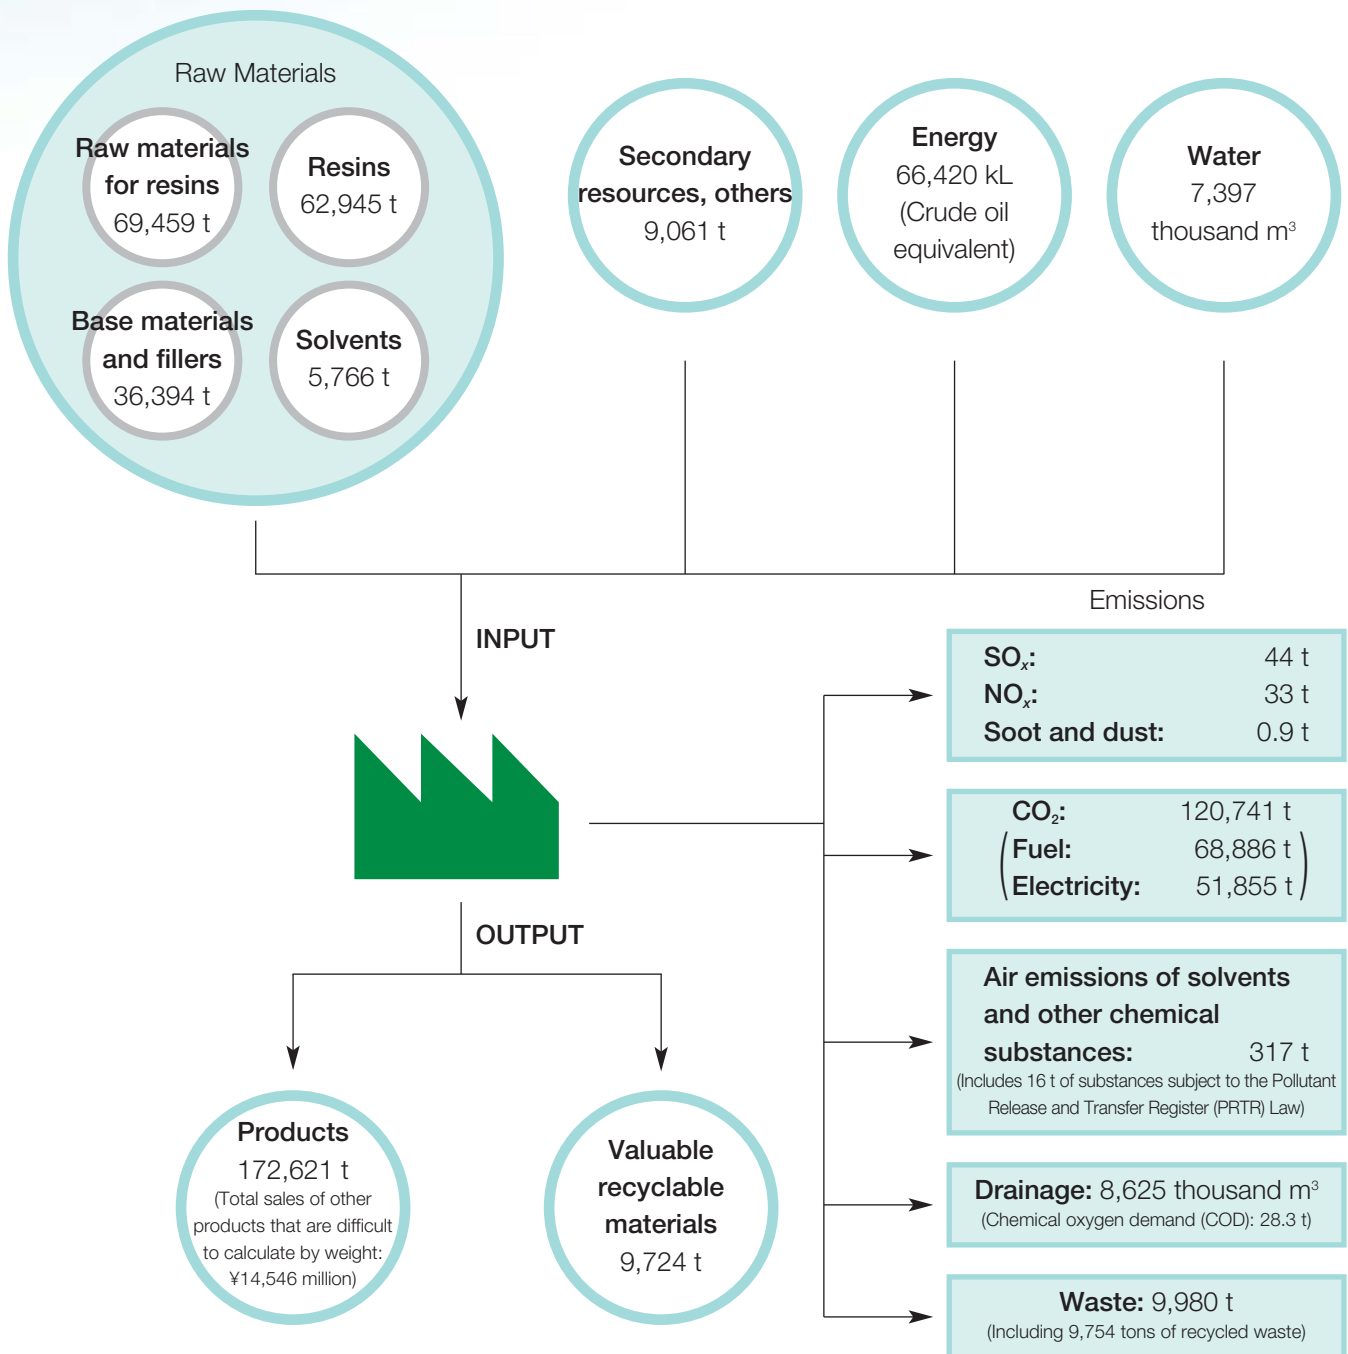 Raw Materials
Raw materials
for resins
69,459 t
Resins
62,945 t
Base materials
and fillers
36,394 t
Solvents
5,766 t
Secondary
resources, others
9,061 t
Energy
66,420 kL
(Crude oil
equivalent)
Water
7,397
thousand m³
INPUT
Emissions
SOₓ: 44 t
NOₓ: 33 t
Soot and dust: 0.9 t
CO₂: 120,741 t
(Fuel: 68,886 t
Electricity: 51,855 t)
Air emissions of solvents
and other chemical
substances: 317 t
(Includes 16 t of substances subject to the Pollutant
Release and Transfer Register (PRTR) Law)
Drainage: 8,625 thousand m³
(Chemical oxygen demand (COD): 28.3 t)
Waste: 9,980 t
(Including 9,754 tons of recycled waste)
OUTPUT
Products
172,621 t
(Total sales of other
products that are difficult
to calculate by weight:
¥14,546 million)
Valuable
recyclable
materials
9,724 t